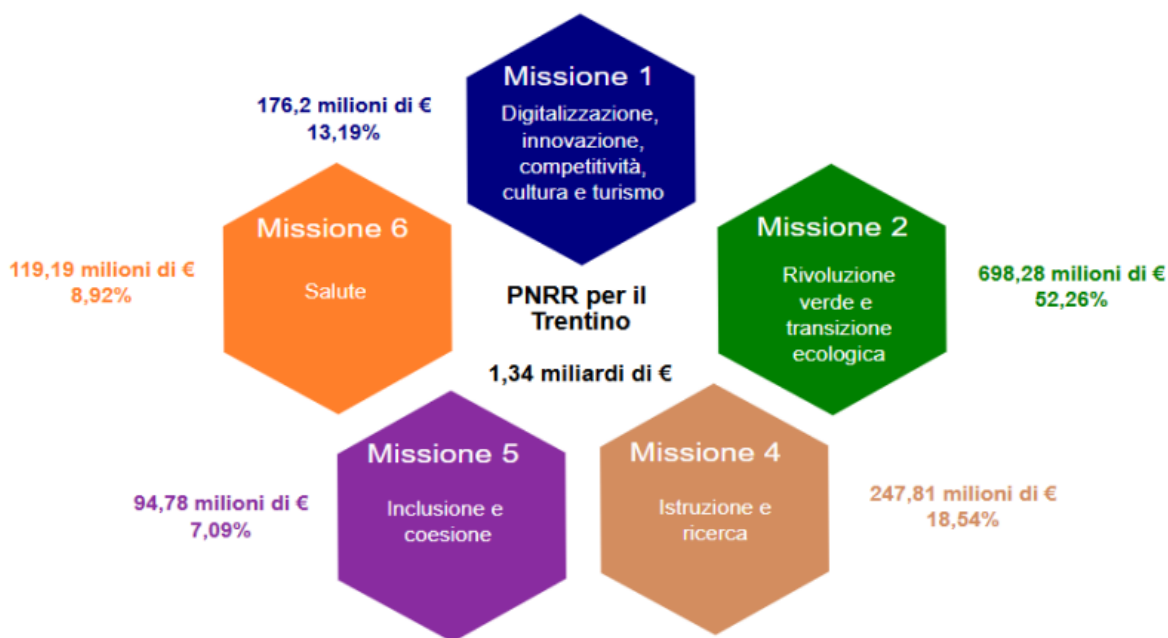 Missione 1
Digitalizzazione,
innovazione,
competitività,
cultura e turismo
176,2 milioni di €
13,19%
Missione 2
Rivoluzione
verde e
transizione
ecologica
698,28 milioni di €
52,26%
Missione 6
Salute
119,19 milioni di €
8,92%
PNRR per il
Trentino
1,34 miliardi di €
Missione 5
Inclusione e
coesione
94,78 milioni di €
7,09%
Missione 4
Istruzione e
ricerca
247,81 milioni di €
18,54%